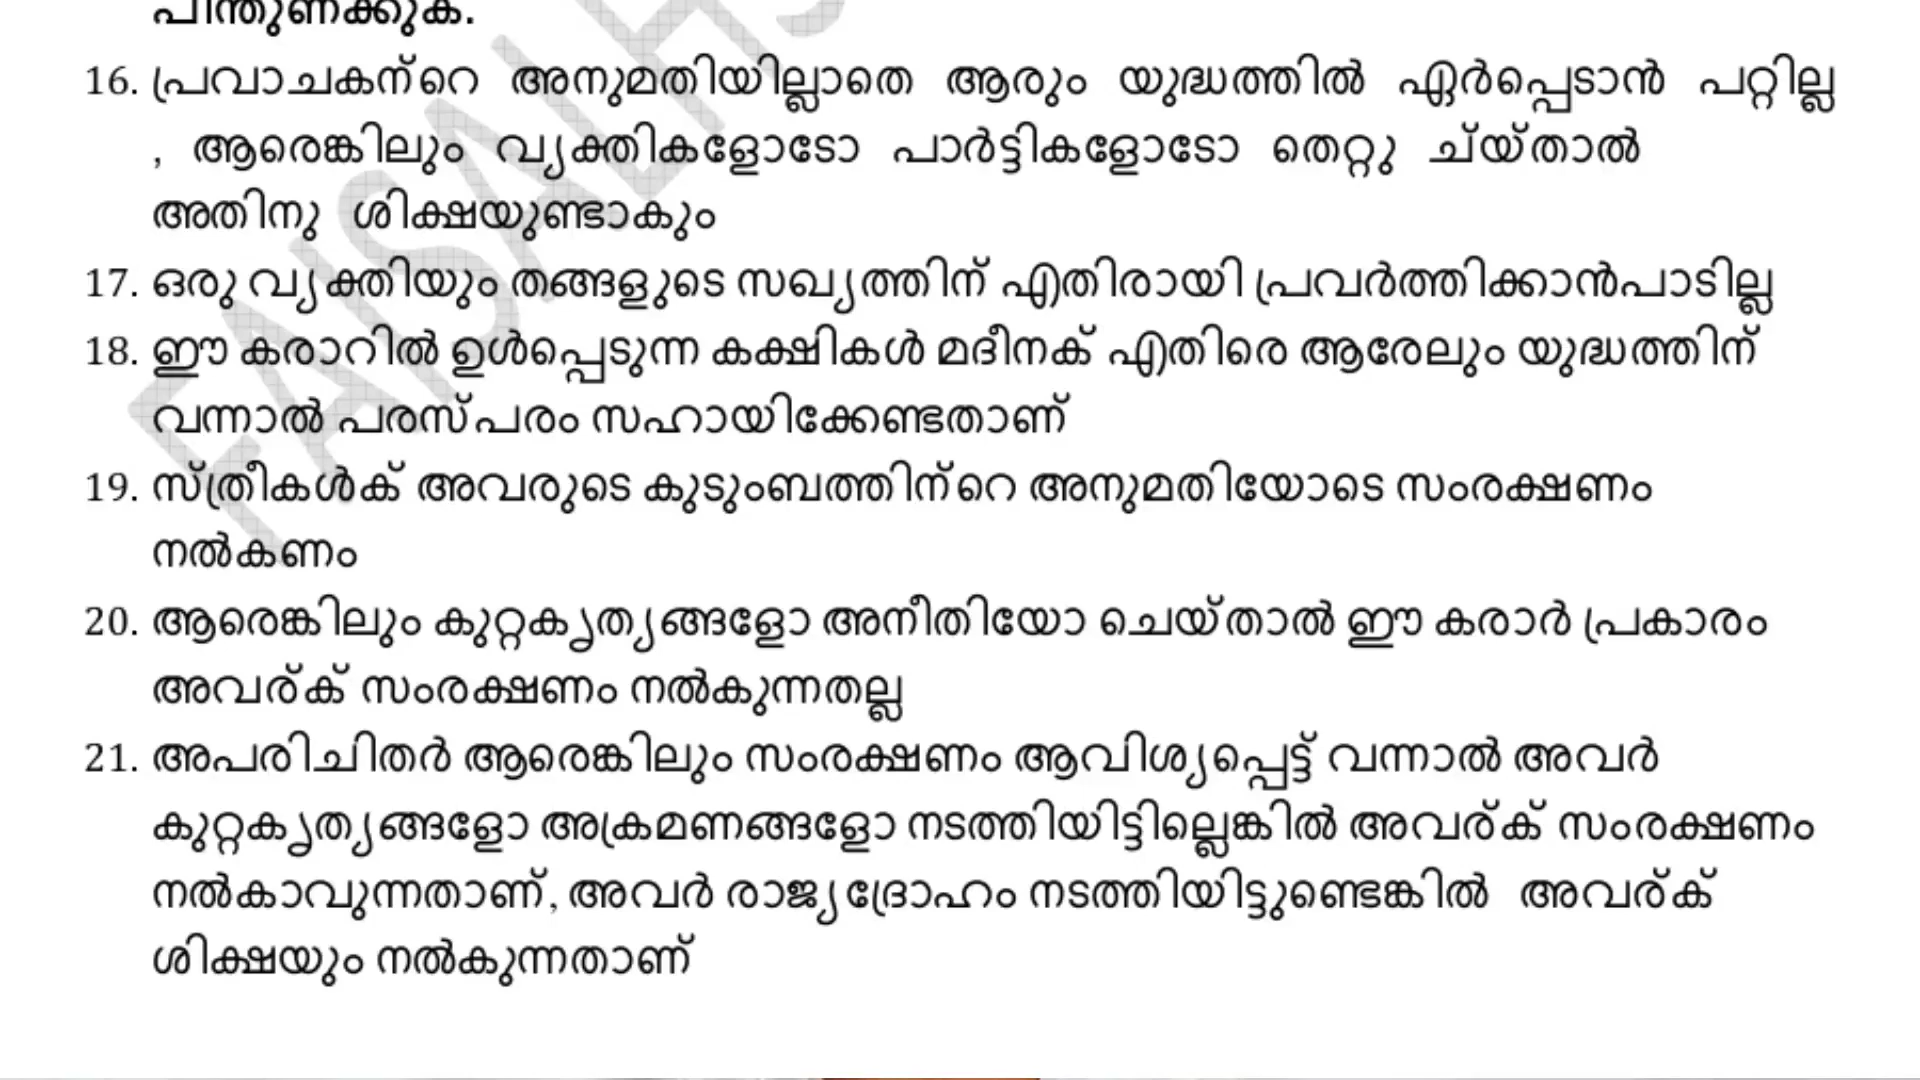 പിന്തുണക്കുക.
16. പ്രവാചകന്റെ അനുമതിയില്ലാതെ ആരും യുദ്ധത്തിൽ ഏർപ്പെടാൻ പറ്റില്ല
, ആരെങ്കിലും വ്യക്തികളോടോ പാർട്ടികളോടോ തെറ്റു ച്യ്താൽ
അതിനു ശിക്ഷയുണ്ടാകും
17. ഒരു വ്യക്തിയും തങ്ങളുടെ സഖ്യത്തിന് എതിരായി പ്രവർത്തിക്കാൻപാടില്ല
18. ഈ കരാറിൽ ഉൾപ്പെടുന്ന കക്ഷികൾ മദീനക് എതിരെ ആരേലും യുദ്ധത്തിന്
വന്നാൽ പരസ്പരം സഹായിക്കേണ്ടതാണ്
19. സ്ത്രീകൾക് അവരുടെ കുടുംബത്തിന്റെ അനുമതിയോടെ സംരക്ഷണം
നൽകണം
20. ആരെങ്കിലും കുറ്റകൃത്യങ്ങളോ അനീതിയോ ചെയ്താൽ ഈ കരാർ പ്രകാരം
അവര്ക് സംരക്ഷണം നൽകുന്നതല്ല
21. അപരിചിതർ ആരെങ്കിലും സംരക്ഷണം ആവിശ്യപ്പെട്ട് വന്നാൽ അവർ
കുറ്റകൃത്യങ്ങളോ അക്രമണങ്ങളോ നടത്തിയിട്ടില്ലെങ്കിൽ അവര്ക് സംരക്ഷണം
നൽകാവുന്നതാണ്, അവർ രാജ്യദ്രോഹം നടത്തിയിട്ടുണ്ടെങ്കിൽ അവര്ക്
ശിക്ഷയും നൽകുന്നതാണ്